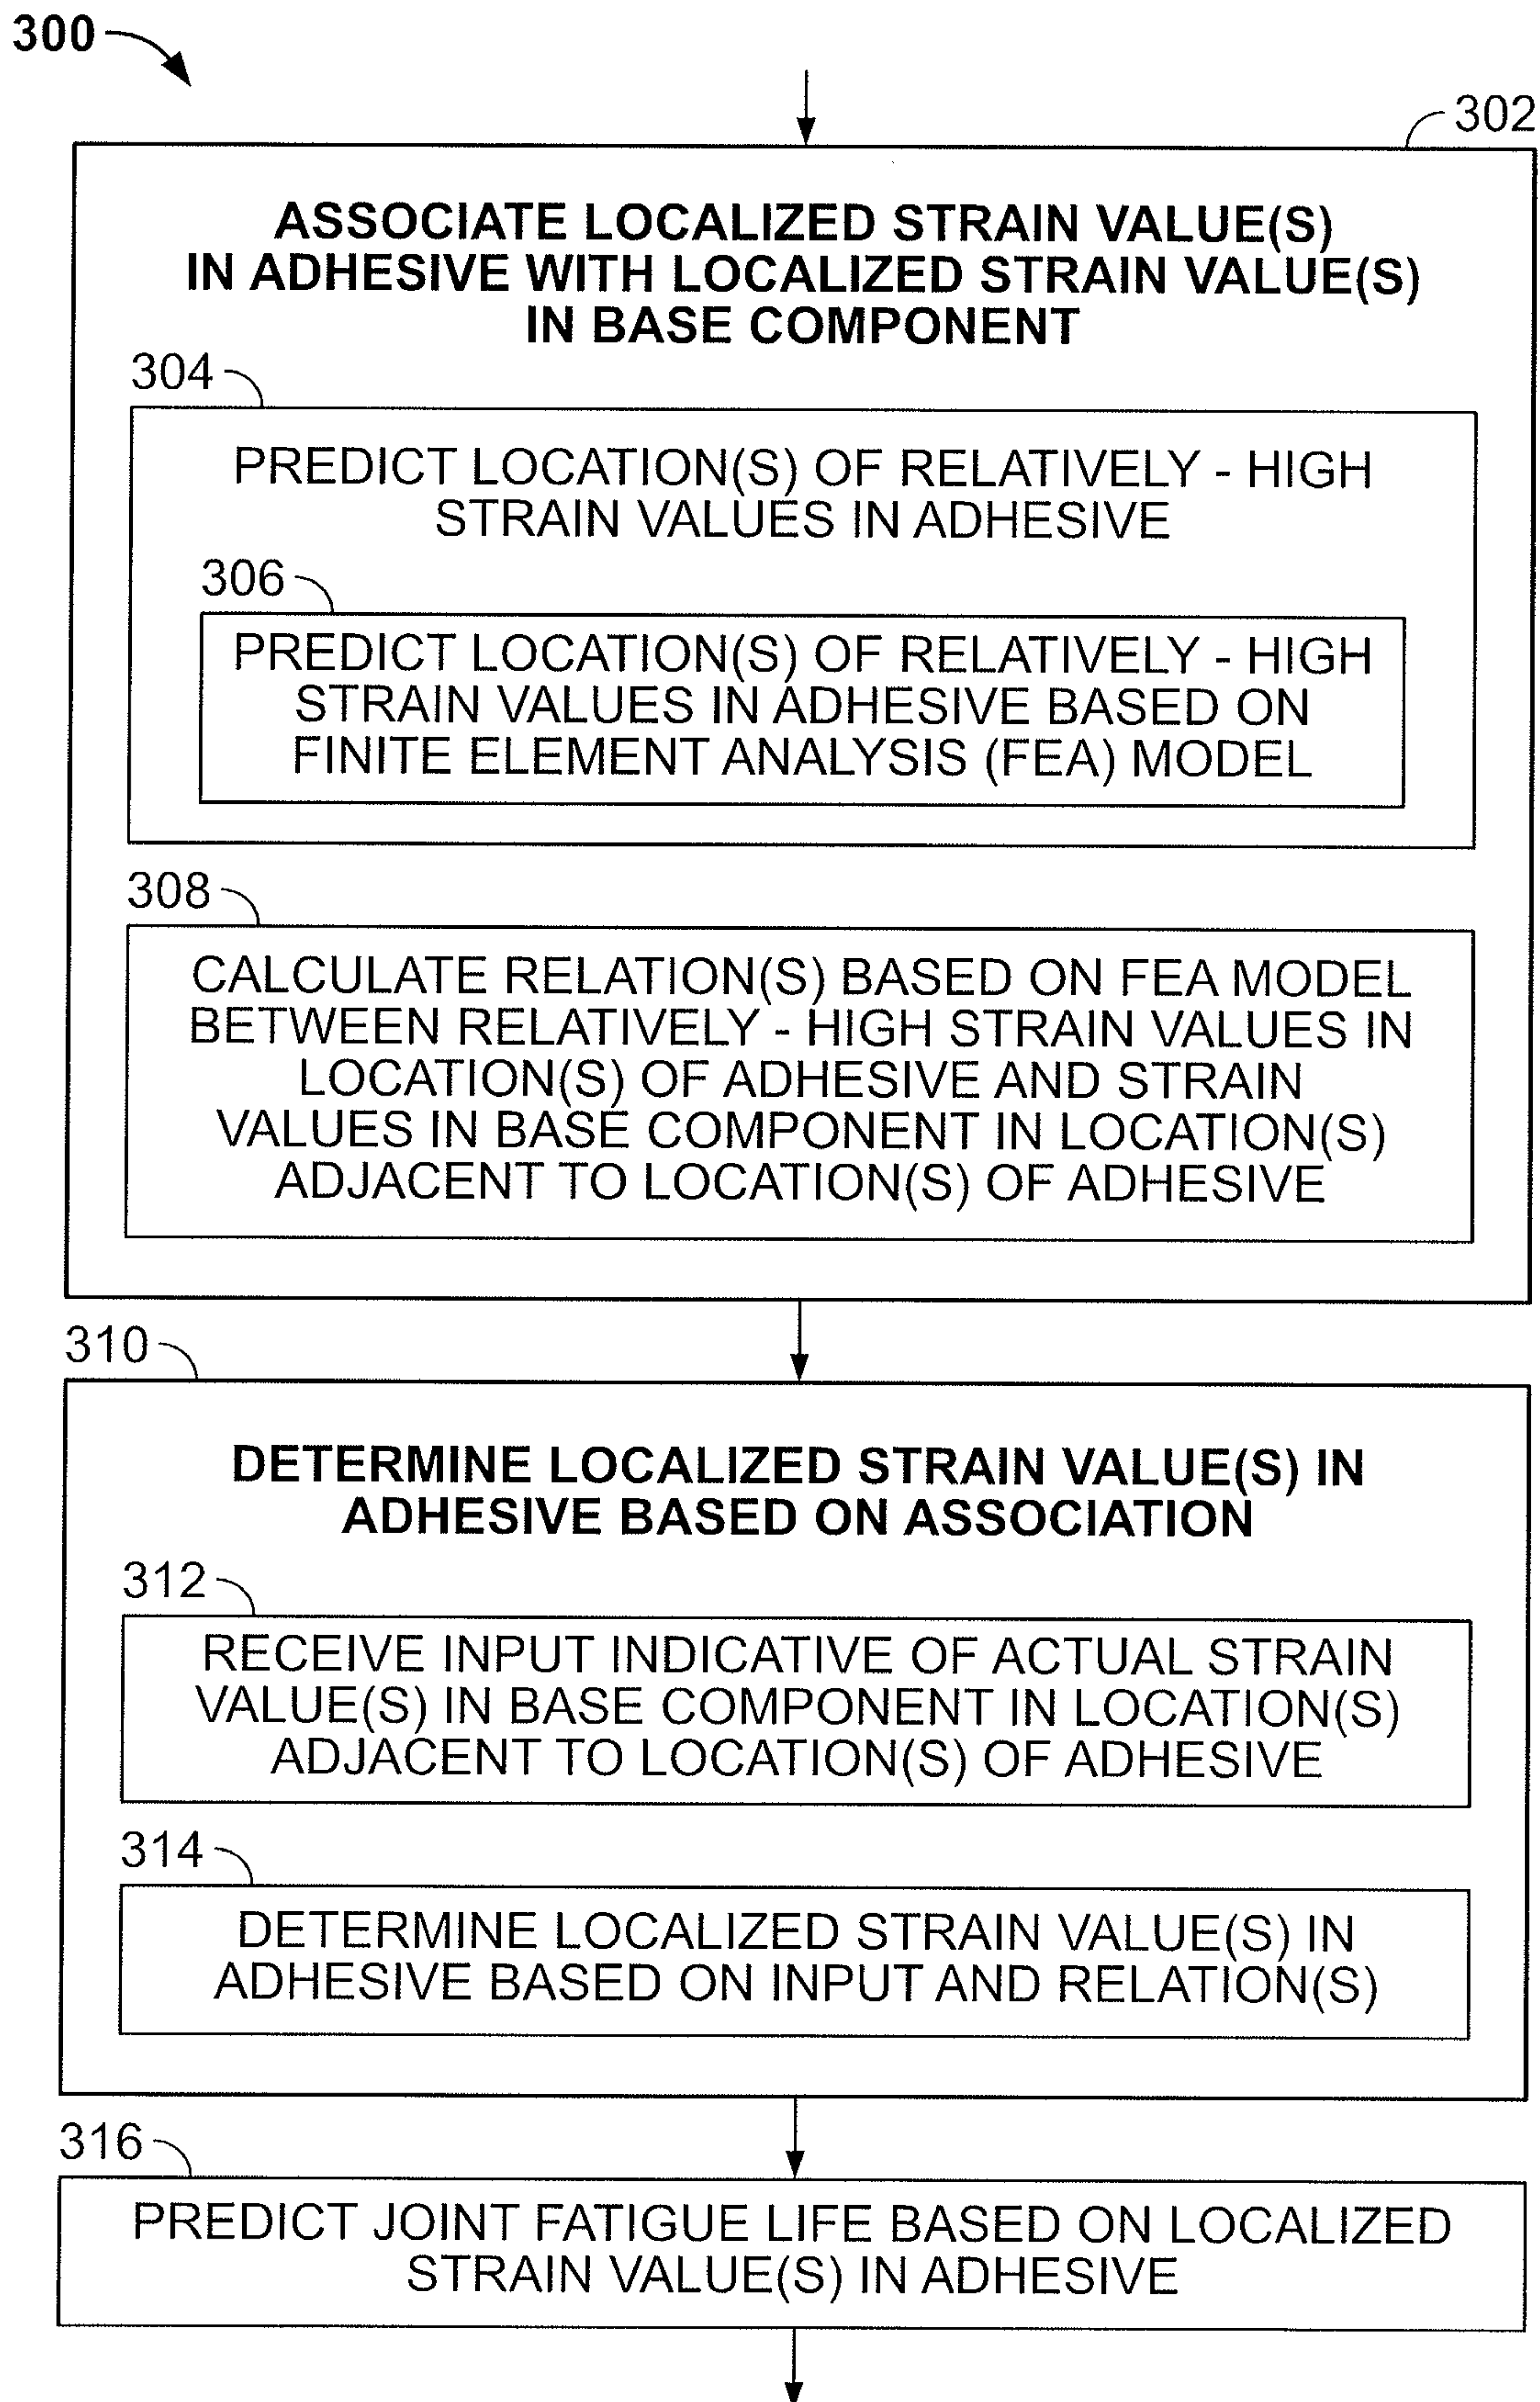 300
302
ASSOCIATE LOCALIZED STRAIN VALUE(S)
IN ADHESIVE WITH LOCALIZED STRAIN VALUE(S)
IN BASE COMPONENT
304
PREDICT LOCATION(S) OF RELATIVELY - HIGH
STRAIN VALUES IN ADHESIVE
306
PREDICT LOCATION(S) OF RELATIVELY - HIGH
STRAIN VALUES IN ADHESIVE BASED ON
FINITE ELEMENT ANALYSIS (FEA) MODEL
308
CALCULATE RELATION(S) BASED ON FEA MODEL
BETWEEN RELATIVELY - HIGH STRAIN VALUES IN
LOCATION(S) OF ADHESIVE AND STRAIN
VALUES IN BASE COMPONENT IN LOCATION(S)
ADJACENT TO LOCATION(S) OF ADHESIVE
310
DETERMINE LOCALIZED STRAIN VALUE(S) IN
ADHESIVE BASED ON ASSOCIATION
312
RECEIVE INPUT INDICATIVE OF ACTUAL STRAIN
VALUE(S) IN BASE COMPONENT IN LOCATION(S)
ADJACENT TO LOCATION(S) OF ADHESIVE
314
DETERMINE LOCALIZED STRAIN VALUE(S) IN
ADHESIVE BASED ON INPUT AND RELATION(S)
316
PREDICT JOINT FATIGUE LIFE BASED ON LOCALIZED
STRAIN VALUE(S) IN ADHESIVE